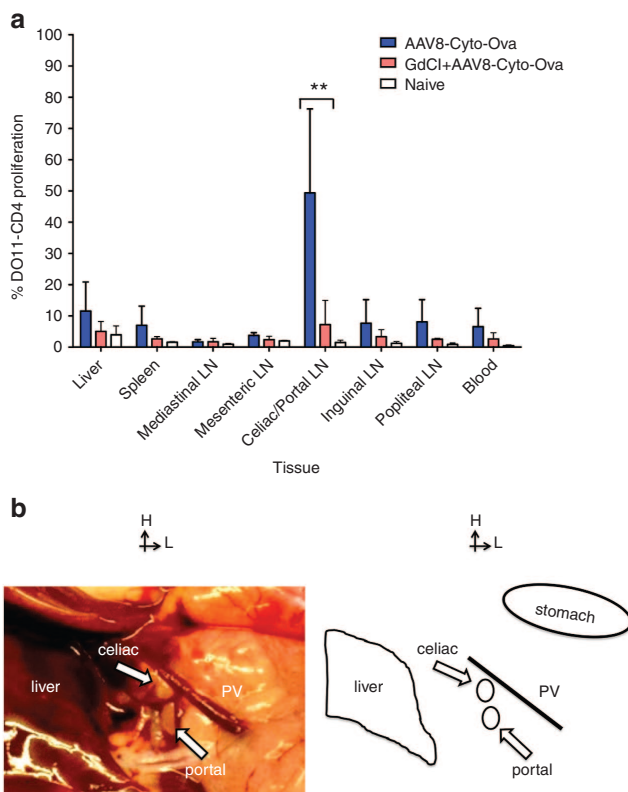 a
100
90
80
70
60
50
40
30
20
10
0
% DO11-CD4 proliferation
AAV8-Cyto-Ova
GdCl+AAV8-Cyto-Ova
Naive
**
Liver
Spleen
Mediastinal LN
Mesenteric LN
Celiac/Portal LN
Inguinal LN
Popliteal LN
Blood
Tissue
b
H
L
celiac
liver
PV
portal
H
L
stomach
celiac
liver
PV
portal